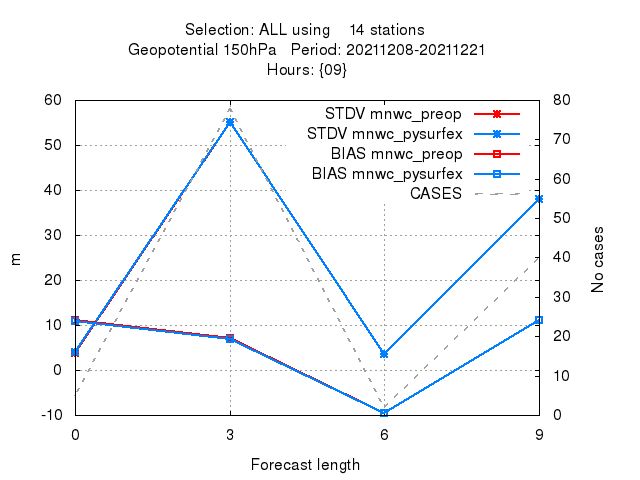 Selection: ALL using    14 stations
Geopotential 150hPa   Period: 20211208-20211221
Hours: {09}
STDV mnwc_preop
STDV mnwc_pysurfex
BIAS mnwc_preop
BIAS mnwc_pysurfex
CASES
60
50
40
30
20
10
0
-10
m
80
70
60
50
40
30
20
10
0
No cases
0 3 6 9
Forecast length